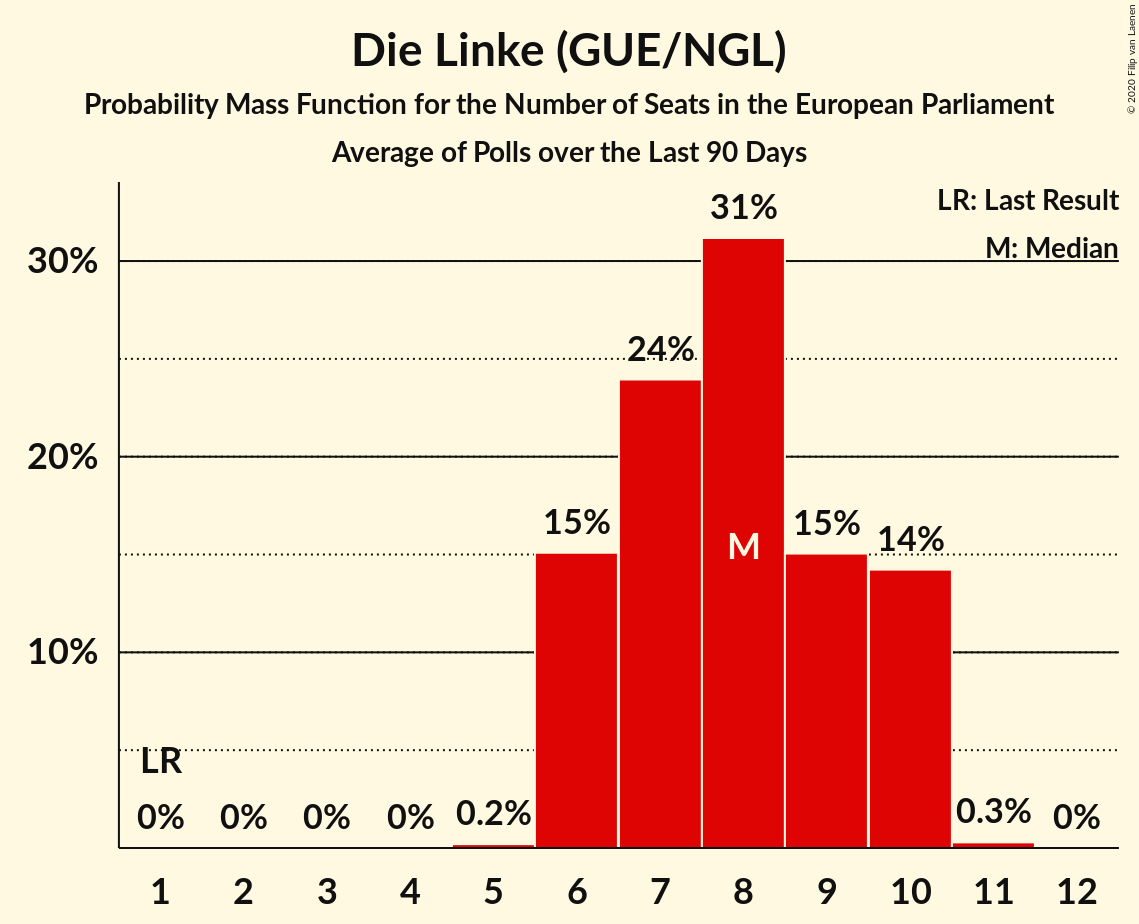 Die Linke (GUE/NGL)
Probability Mass Function for the Number of Seats in the European Parliament
Average of Polls over the Last 90 Days
© 2020 Filip van Laenen
LR: Last Result
M: Median
30%
20%
10%
LR
0%
0%
0%
0%
0.2%
15%
24%
31%
M
15%
14%
0.3%
0%
1 2 3 4 5 6 7 8 9 10 11 12